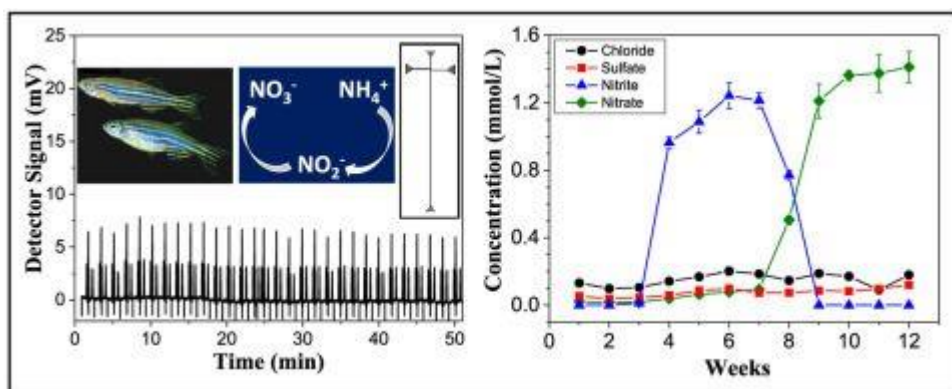 Detector Signal (mV)
25
20
15
10
5
0
0
10
20
30
40
50
Time (min)
NO₃⁻
NH₄⁺
NO₂⁻
Concentration (mmol/L)
1.6
1.2
0.8
0.4
0.0
Chloride
Sulfate
Nitrite
Nitrate
0
2
4
6
8
10
12
Weeks